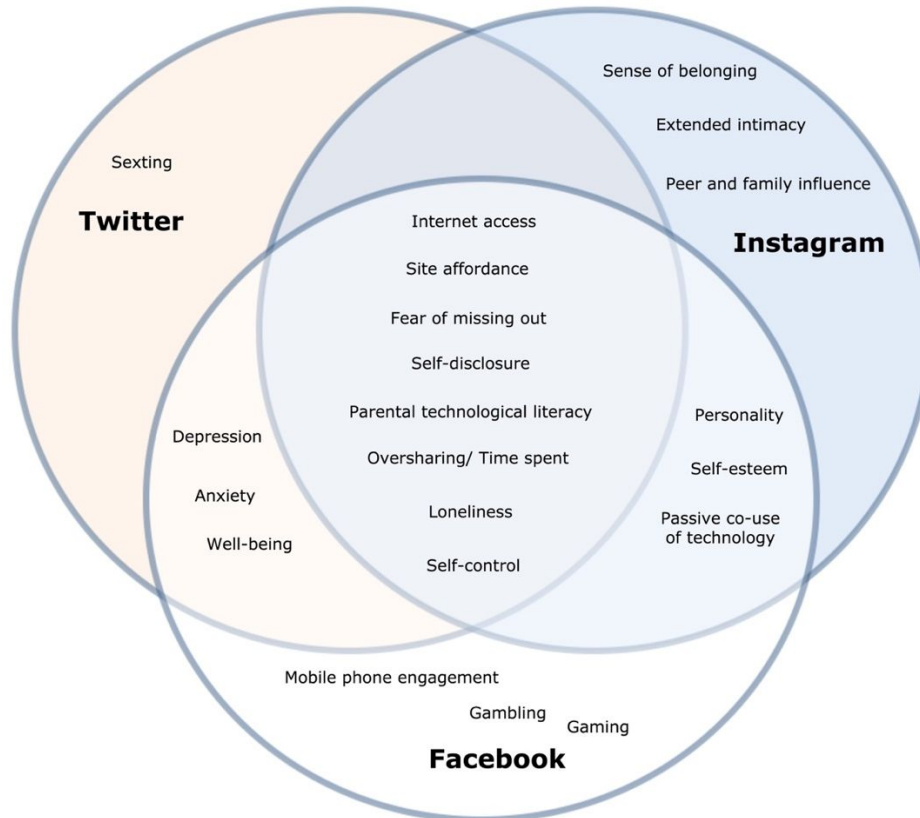 Sense of belonging
Extended intimacy
Sexting
Peer and family influence
Twitter
Internet access
Instagram
Site affordance
Fear of missing out
Self-disclosure
Parental technological literacy
Personality
Depression
Oversharing/ Time spent
Self-esteem
Anxiety
Loneliness
Passive co-use
of technology
Well-being
Self-control
Mobile phone engagement
Gambling
Gaming
Facebook